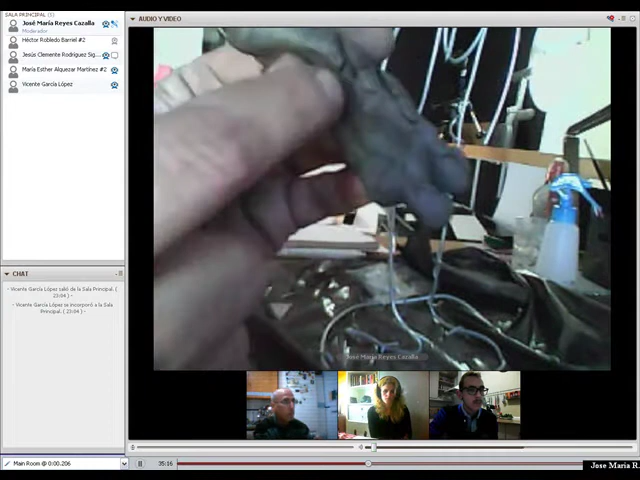 SALA PRINCIPAL (5)
José María Reyes Cazalla
Moderador
Héctor Robledo Barriel #2
Jesús Clemente Rodríguez Sig...
María Esther Alquézar Martínez #2
Vicente García López
AUDIO Y VIDEO
CHAT
- Vicente García López salió de la Sala Principal. ( 23:04 ) -
- Vicente García López se incorporó a la Sala Principal. ( 23:04 ) -
José María Reyes Cazalla
Main Room @ 0:00.206
35:16
Jose María R.